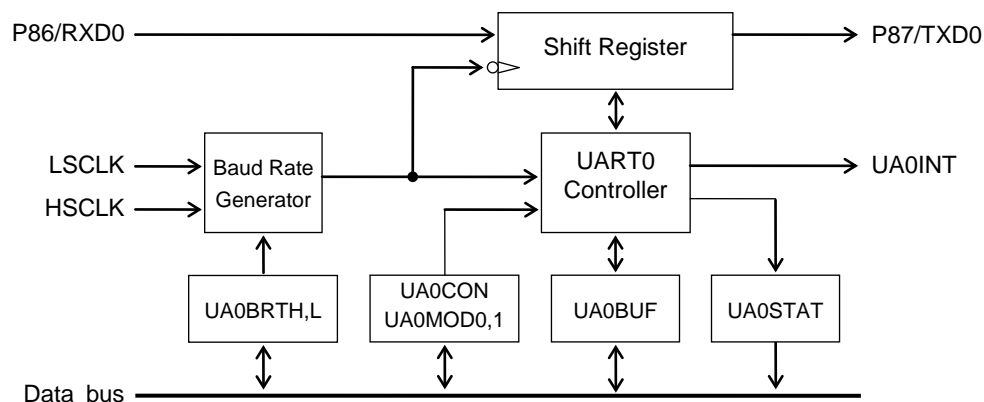 P86/RXD0
Shift Register
P87/TXD0
LSCLK
HSCLK
Baud Rate
Generator
UART0
Controller
UA0INT
UA0BRTH,L
UA0CON
UA0MOD0,1
UA0BUF
UA0STAT
Data bus